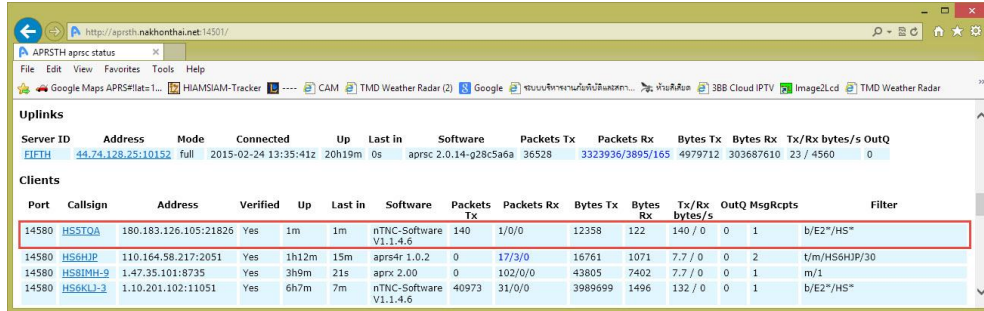 http://aprsth.nakhonthai.net:14501/
APRSTH aprsc status
File Edit View Favorites Tools Help
Google Maps APRS#!lat=1... HIAMSIAM-Tracker ---- CAM TMD Weather Radar (2) Google 3BB Cloud IPTV Image2Lcd TMD Weather Radar
Uplinks
Server ID Address Mode Connected Up Last in Software Packets Tx Packets Rx Bytes Tx Bytes Rx Tx/Rx bytes/s OutQ
FIFTH 44.74.128.25:10152 full 2015-02-24 13:35:41z 20h19m 0s aprsc 2.0.14-g28c5a6a 36528 3323936/3895/165 4979712 303687610 23 / 4560 0
Clients
Port Callsign Address Verified Up Last in Software Packets Tx Packets Rx Bytes Tx Bytes Rx Tx/Rx bytes/s OutQ MsgRcpts Filter
14580 HS5TQA 180.183.126.105:21826 Yes 1m 1m nTNC-Software V1.1.4.6 140 1/0/0 12358 122 140 / 0 0 1 b/E2*/HS*
14580 HS6HJP 110.164.58.217:2051 Yes 1h12m 15m aprs4r 1.0.2 0 17/3/0 16761 1071 7.7 / 0 0 2 t/m/HS6HJP/30
14580 HS8IMH-9 1.47.35.101:8735 Yes 3h9m 21s aprx 2.00 0 102/0/0 43805 7402 7.7 / 0 0 1 m/1
14580 HS6KLJ-3 1.10.201.102:11051 Yes 6h7m 7m nTNC-Software V1.1.4.6 40973 31/0/0 3989699 1496 132 / 0 0 1 b/E2*/HS*